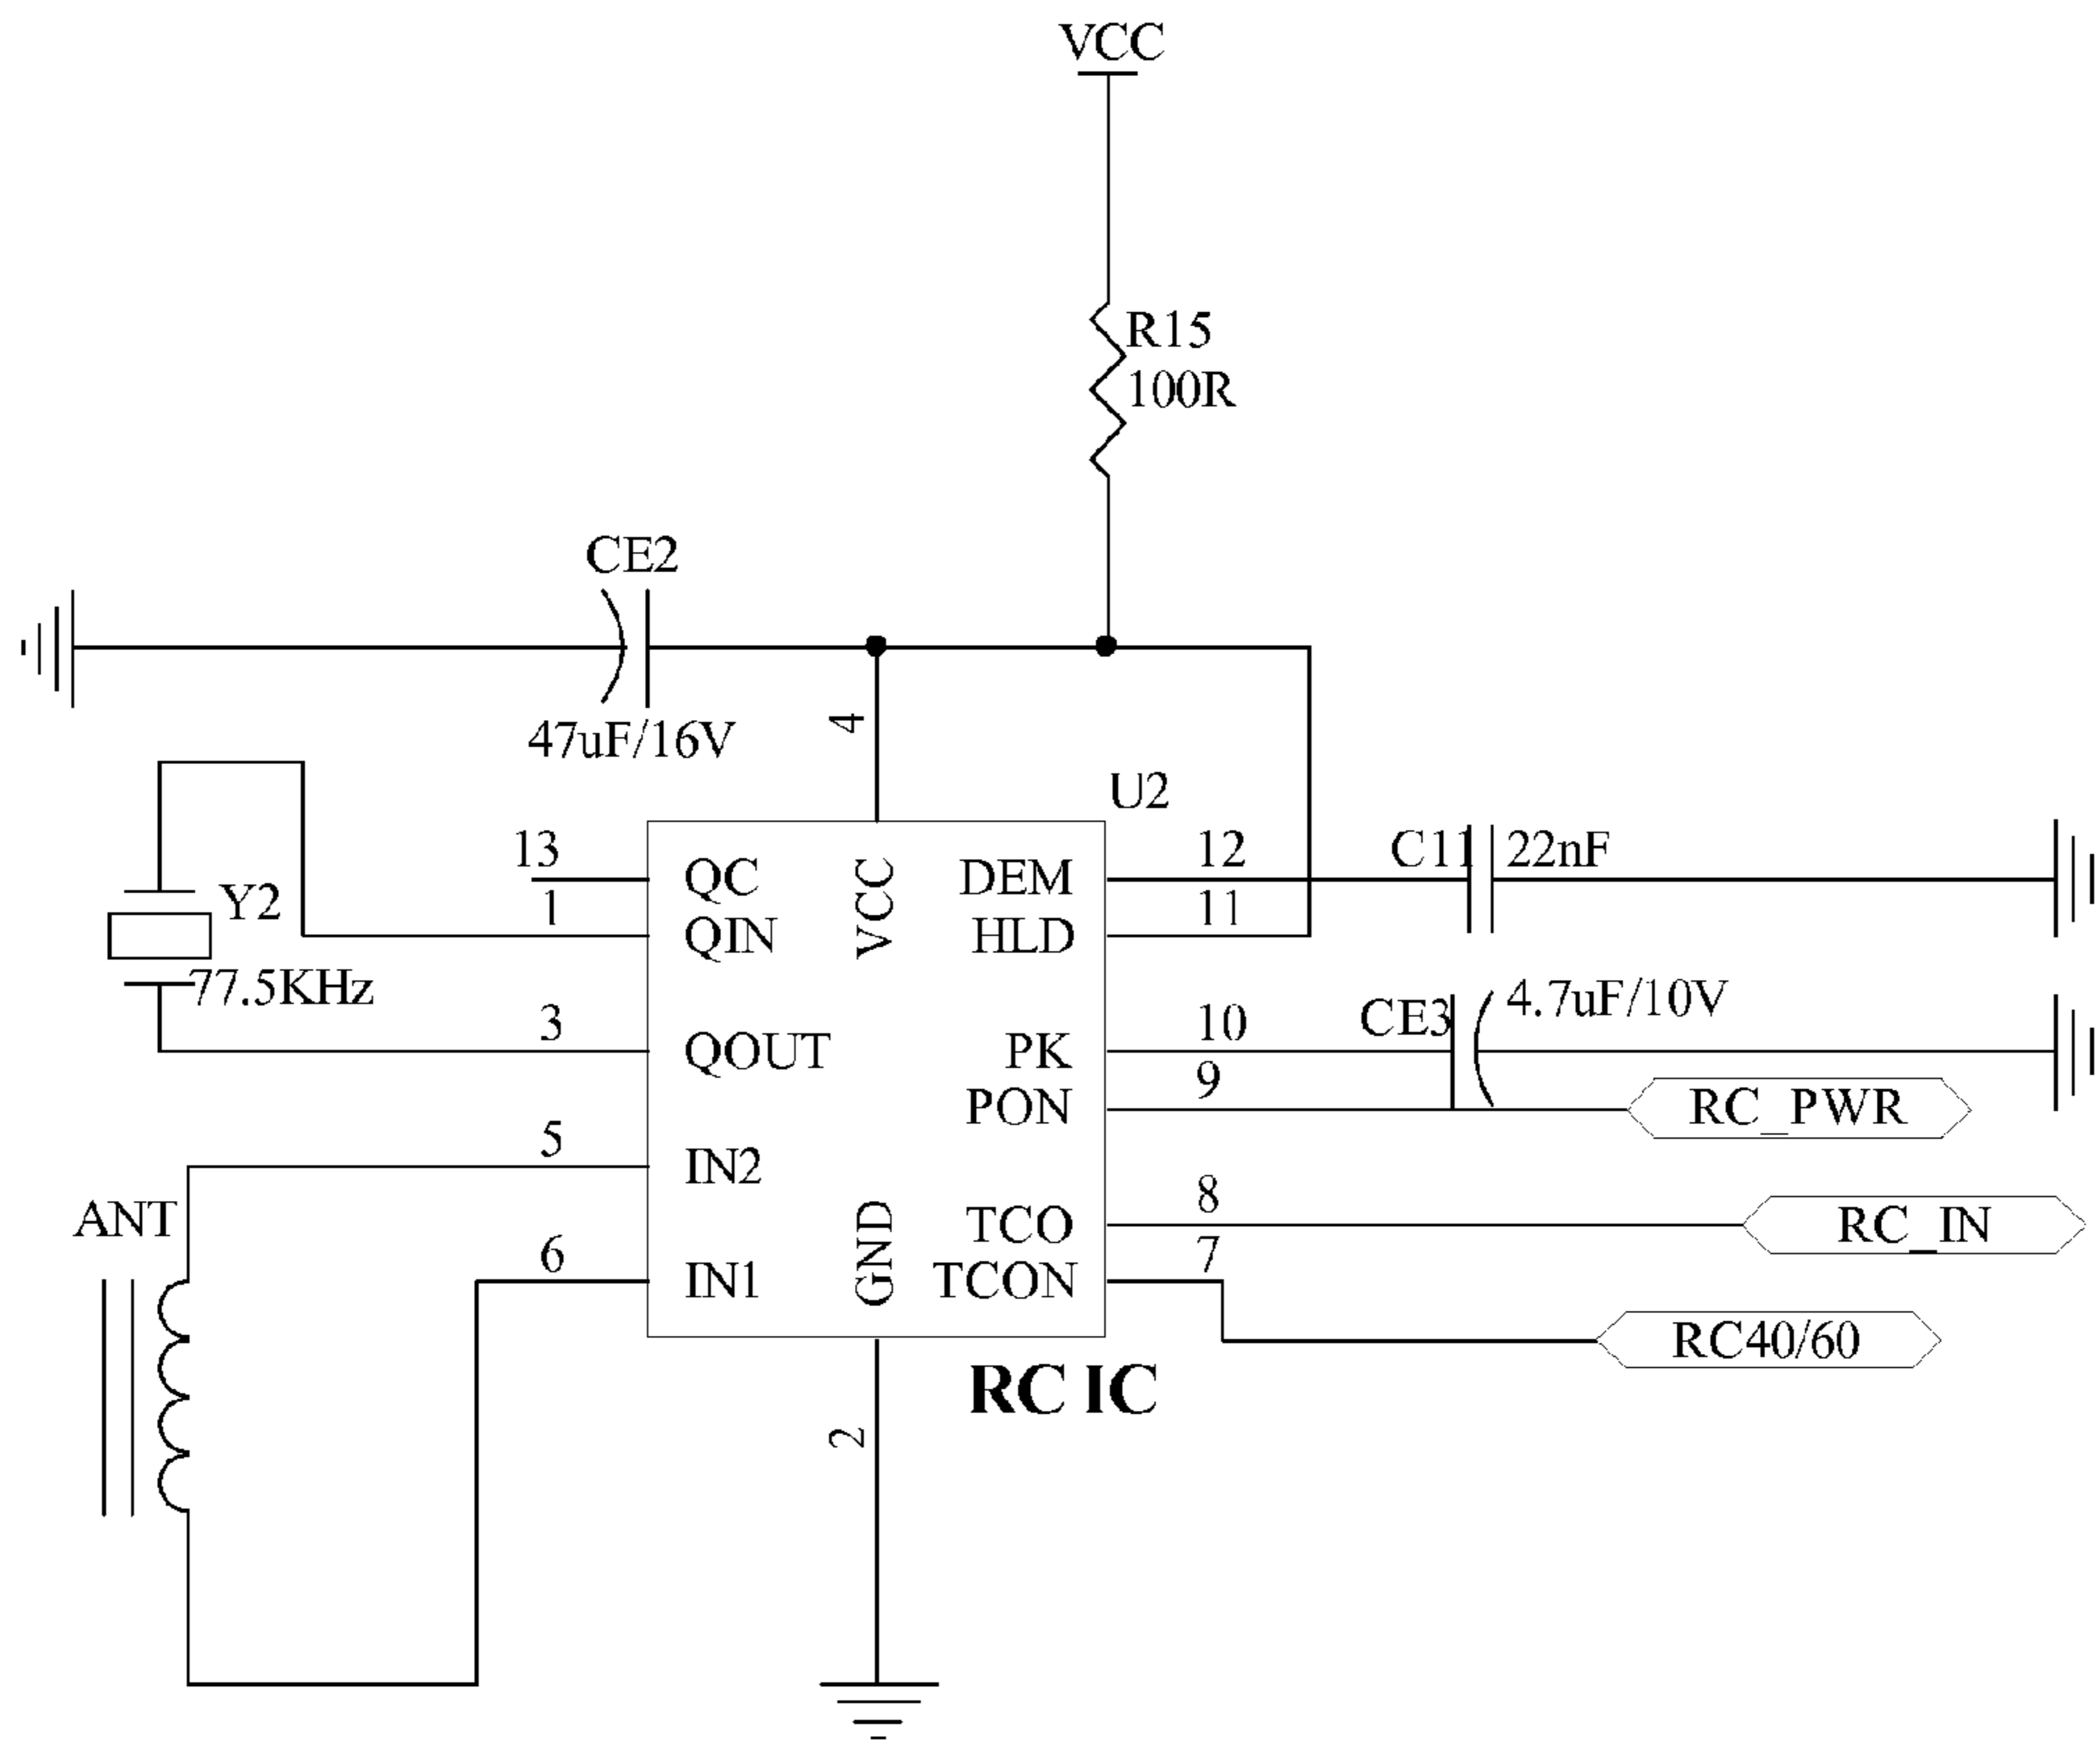 VCC
R15
100R
CE2
47uF/16V
4
U2
13
QC
1
QIN
VCC
DEM
12
HLD
11
C11
22nF
Y2
77.5KHz
3
QOUT
PK
10
PON
9
CE3
4.7uF/10V
RC_PWR
5
IN2
ANT
6
IN1
GND
TCO
8
RC_IN
TCON
7
RC40/60
RC IC
2